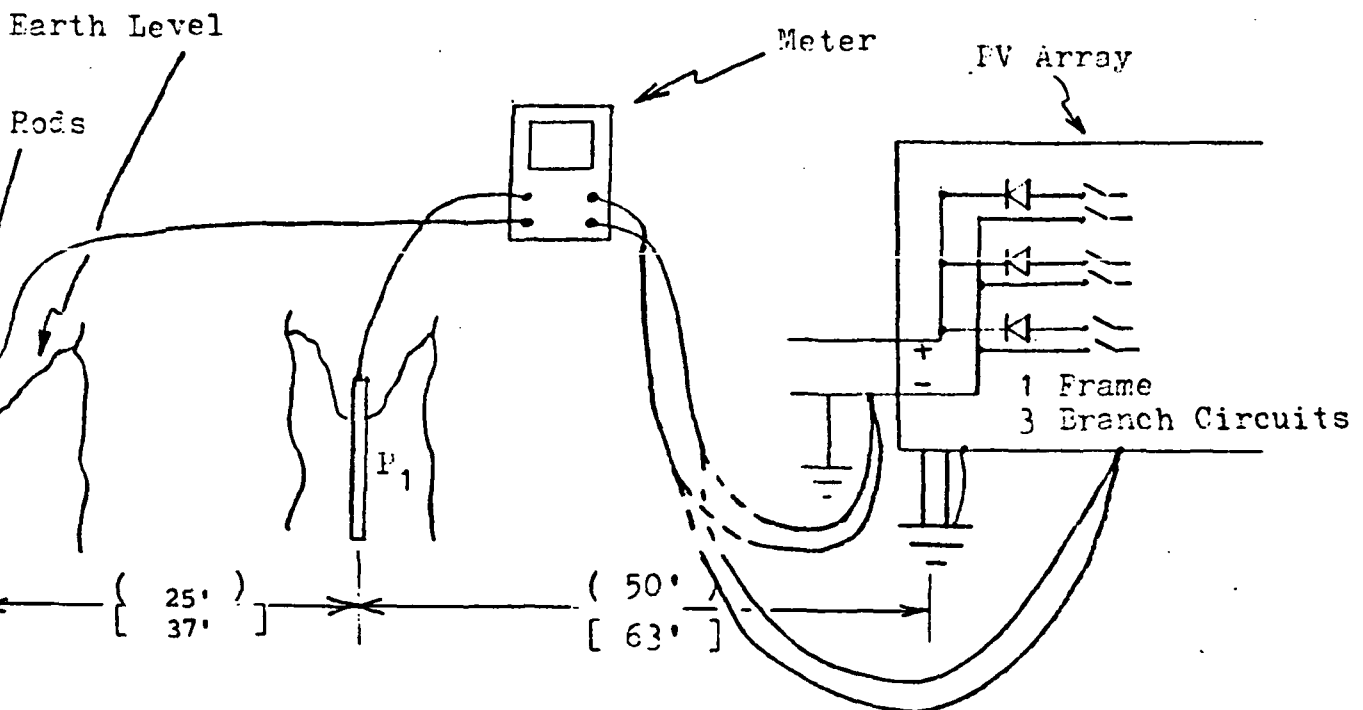 Earth Level
Rods
Meter
PV Array
+
-
1 Frame
3 Branch Circuits
P1
( 25' )
[ 37' ]
( 50' )
[ 63' ]